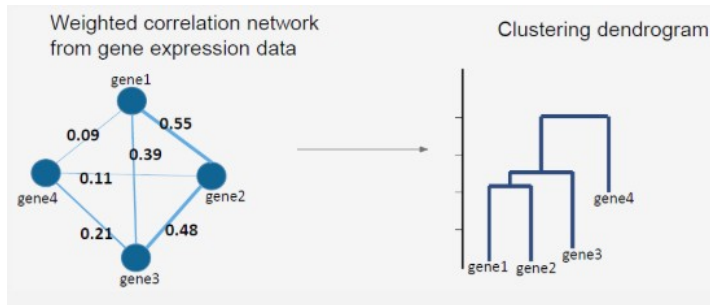 Weighted correlation network
from gene expression data
Clustering dendrogram
gene1
0.55
0.09
0.39
0.11
gene4
gene2
0.21
0.48
gene3
gene4
gene3
gene1
gene2